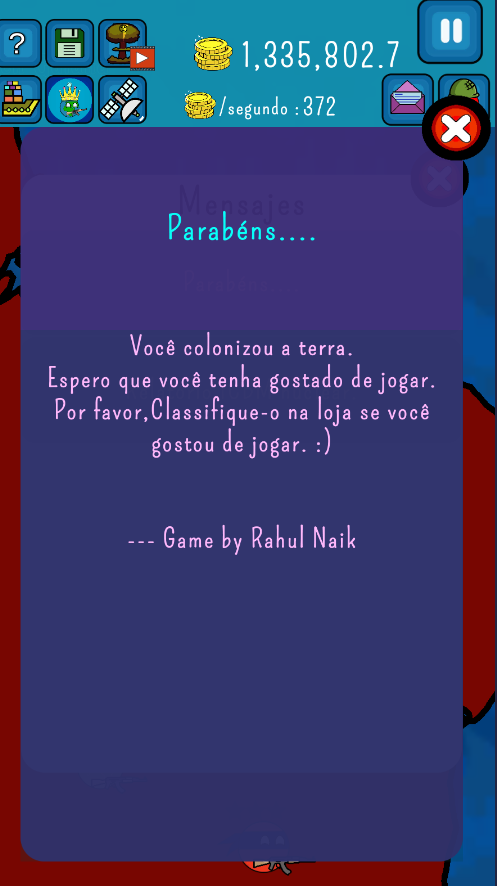 ?
1,335,802.7
/segundo : 372
Mensajes
Parabéns....
Você colonizou a terra.
Espero que você tenha gostado de jogar.
Por favor,Classifique-o na loja se você
gostou de jogar. :)
--- Game by Rahul Naik